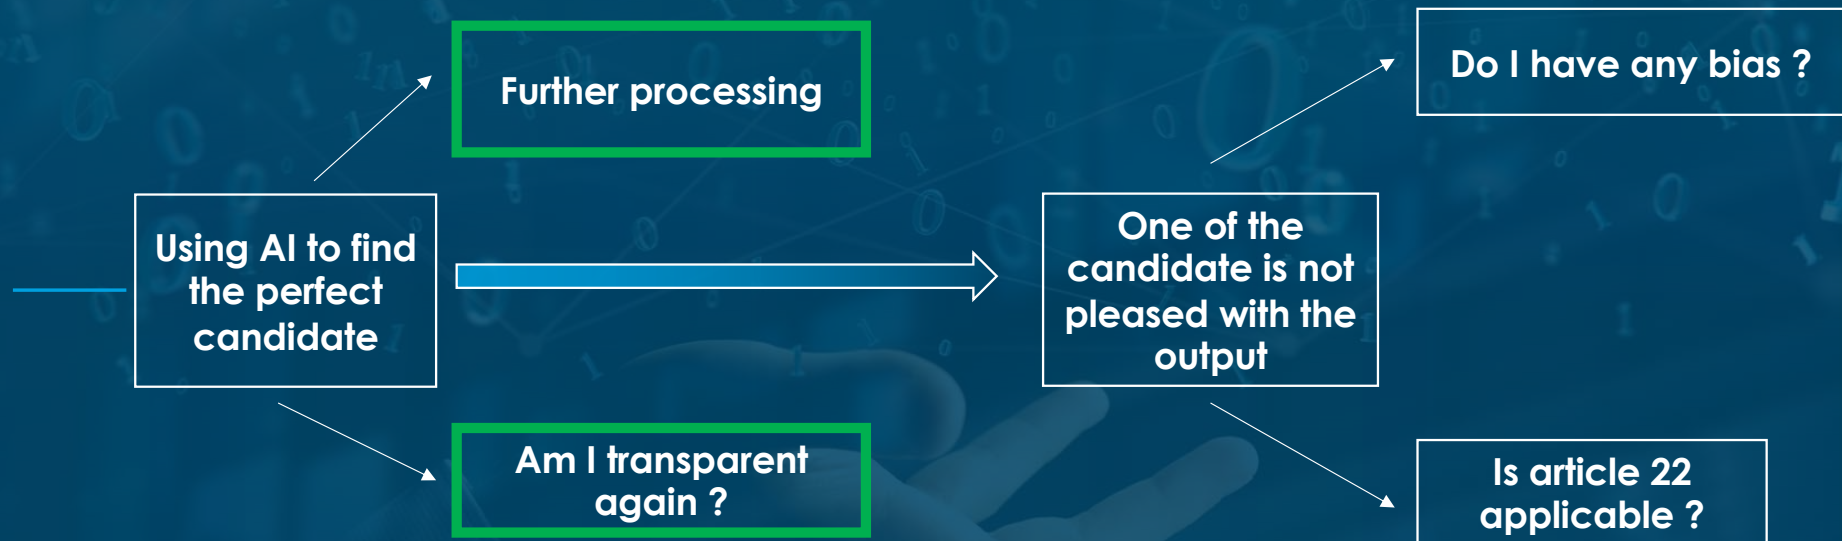 Further processing
Do I have any bias ?
Using AI to find
the perfect
candidate
One of the
candidate is not
pleased with the
output
Am I transparent
again ?
Is article 22
applicable ?